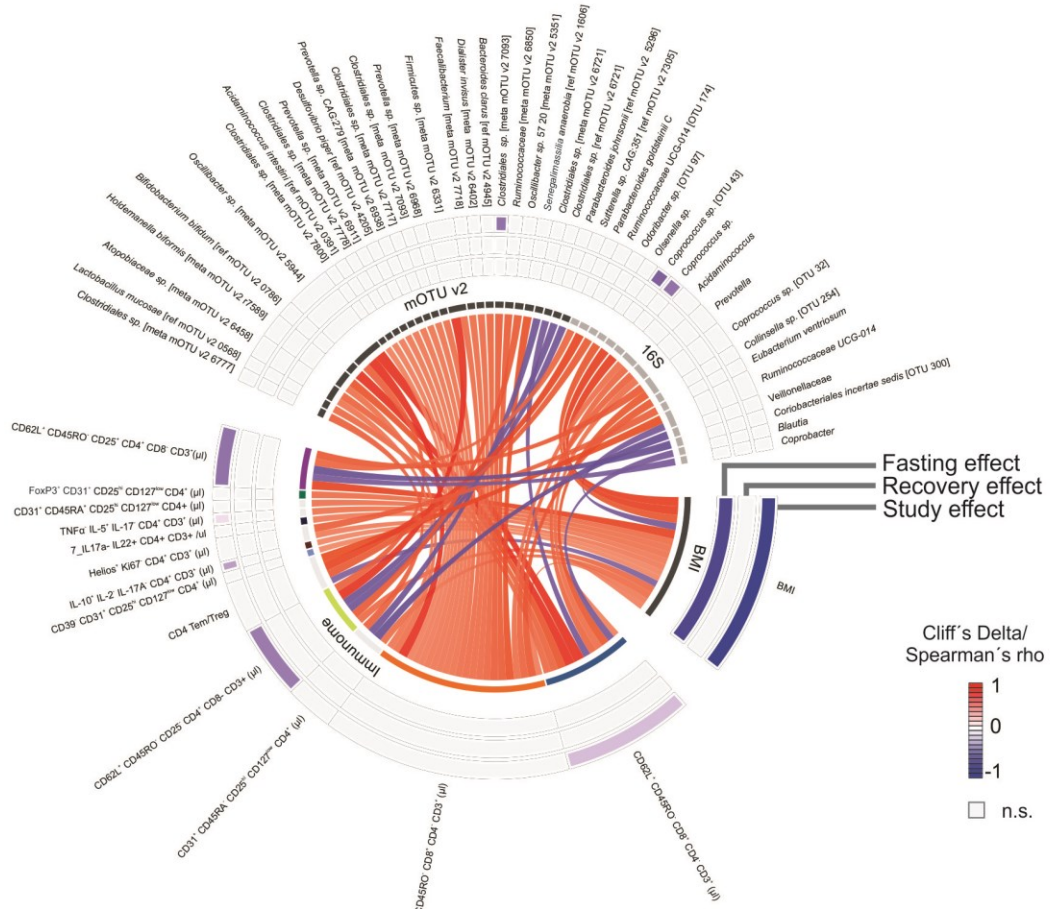 Clostridiales sp. [meta mOTU v2 6777]
Lactobacillus mucosae [ref mOTU v2 0568]
Atopobiaceae sp. [meta mOTU v2 6458]
Holdemanella biformis [meta mOTU v2 r7589]
Bifidobacterium bifidum [ref mOTU v2 0786]
Oscillibacter sp. [meta mOTU v2 5944]
Clostridiales sp. [meta mOTU v2 7800]
Acidaminococcus intestini [ref mOTU v2 0391]
Clostridiales sp. [meta mOTU v2 7778]
Prevotella sp. [meta mOTU v2 6911]
Desulfovibrio piger [ref mOTU v2 4205]
Prevotella sp. CAG:279 [meta mOTU v2 6938]
Clostridiales sp. [meta mOTU v2 7717]
Clostridiales sp. [meta mOTU v2 7093]
Prevotella sp. [meta mOTU v2 6968]
Firmicutes sp. [meta mOTU v2 6331]
Faecalibacterium [meta mOTU v2 7718]
Dialister invisus [meta mOTU v2 6402]
Bacteroides clarus [ref mOTU v2 4945]
Clostridiales sp. [meta mOTU v2 7093]
Ruminococcaceae [meta mOTU v2 6850]
Oscillibacter sp. 57 20 [meta mOTU v2 5351]
Senegalimassilia anaerobia [ref mOTU v2 1606]
Clostridiales sp. [meta mOTU v2 6721]
Clostridiales sp. [ref mOTU v2 6721]
Parabacteroides johnsonii [ref mOTU v2 5296]
Sutterella sp. CAG:351 [ref mOTU v2 7305]
Parabacteroides goldsteinii C
Ruminococcaceae UCG-014 [OTU 174]
Odoribacter sp. [OTU 97]
Olsenella sp.
Coprococcus sp. [OTU 43]
Coprococcus sp.
Acidaminococcus
Prevotella
Coprococcus sp. [OTU 32]
Collinsella sp. [OTU 254]
Eubacterium ventriosum
Ruminococcaceae UCG-014
Veillonellaceae
Coriobacteriales incertae sedis [OTU 300]
Blautia
Coprobacter
mOTU v2
16S
BMI
Immunome
Fasting effect
Recovery effect
Study effect
BMI
Cliff´s Delta/
Spearman´s rho
1
0
-1
n.s.
CD62L⁺ CD45RO⁻ CD25⁺ CD4⁺ CD8⁻ CD3⁺(µl)
FoxP3⁺ CD31⁺ CD25ʰⁱ CD127ˡᵒʷ CD4⁺ (µl)
CD31⁺ CD45RA⁺ CD25ʰⁱ CD127ˡᵒʷ CD4+ (µl)
TNFα⁻ IL-5⁺ IL-17⁻ CD4⁺ CD3⁺ (µl)
7_IL17a- IL22+ CD4+ CD3+ /ul
Helios⁺ Ki67⁻ CD4⁺ CD3⁺ (µl)
IL-10⁺ IL-2⁻ IL-17A⁻ CD4⁺ CD3⁺ (µl)
CD39⁻ CD31⁺ CD25ʰⁱ CD127ˡᵒʷ CD4⁺ (µl)
CD4 Tem/Treg
CD62L⁺ CD45RO⁻ CD25⁻ CD4⁺ CD8- CD3+ (µl)
CD31⁺ CD45RA⁻ CD25ʰⁱ CD127ˡᵒʷ CD4⁺ (µl)
CD45RO⁻ CD8⁺ CD4⁻ CD3⁺ (µl)
CD62L⁺ CD45RO⁻ CD8⁺ CD4⁻ CD3⁺ (µl)